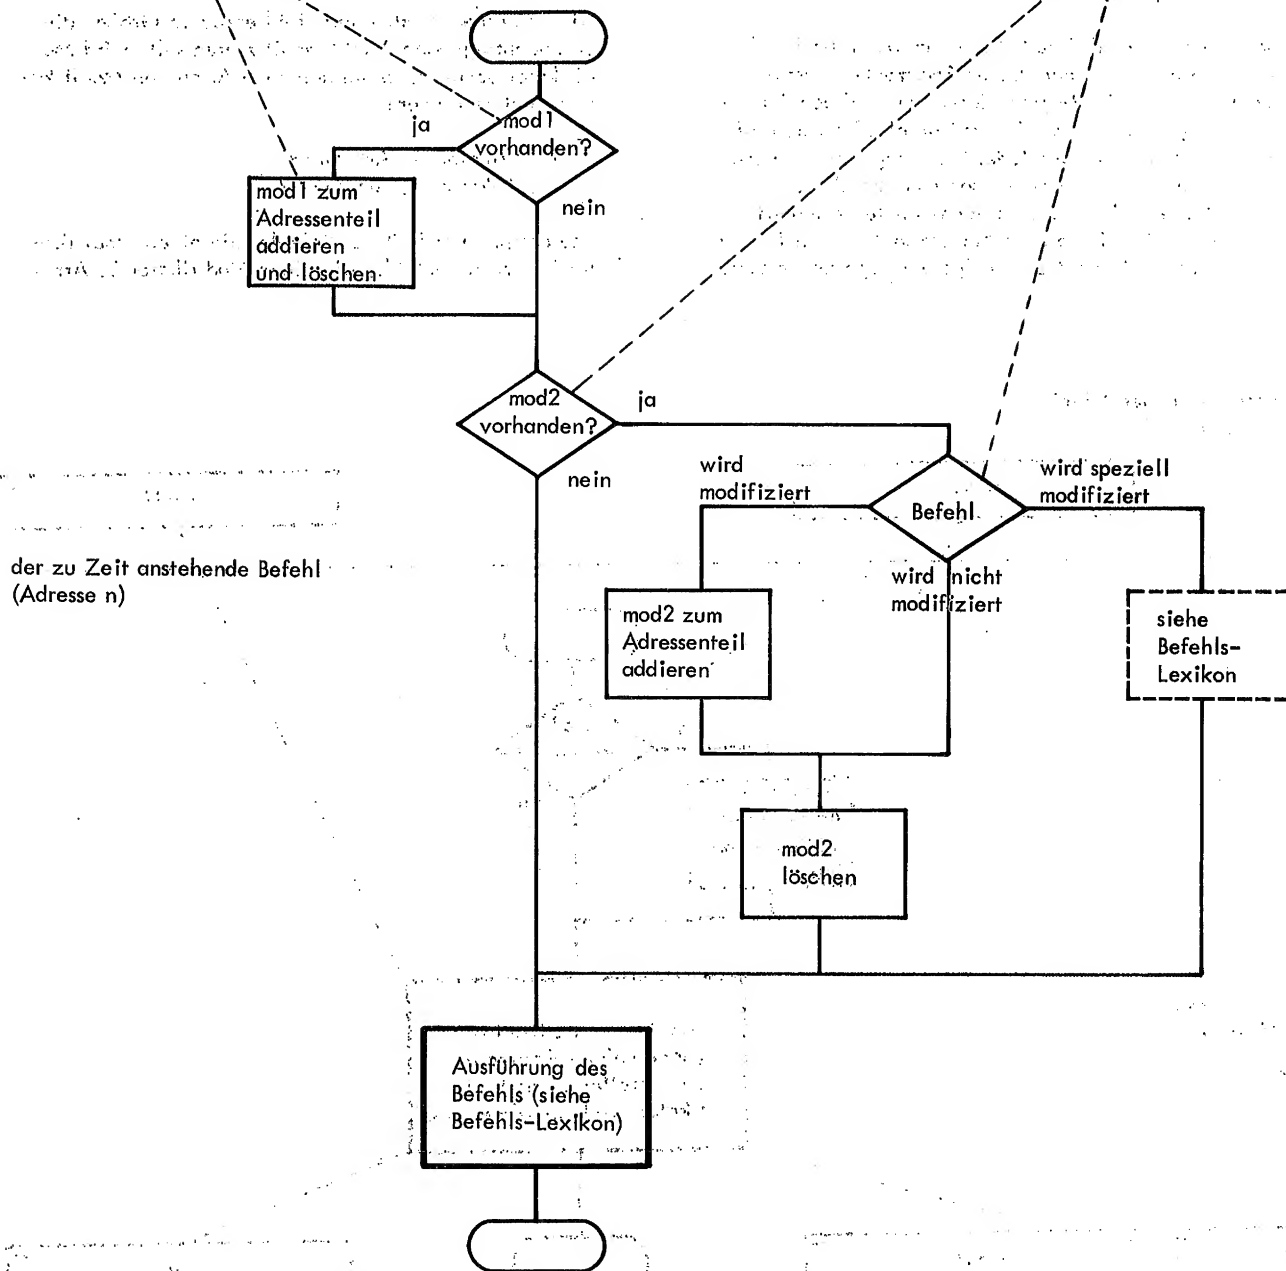 mod1
vorhanden?
ja
nein
mod1 zum
Adressenteil
addieren
und löschen
mod2
vorhanden?
ja
nein
wird
modifiziert
Befehl
wird speziell
modifiziert
wird nicht
modifiziert
der zu Zeit anstehende Befehl
(Adresse n)
mod2 zum
Adressenteil
addieren
siehe
Befehls-
Lexikon
mod2
löschen
Ausführung des
Befehls (siehe
Befehls-Lexikon)